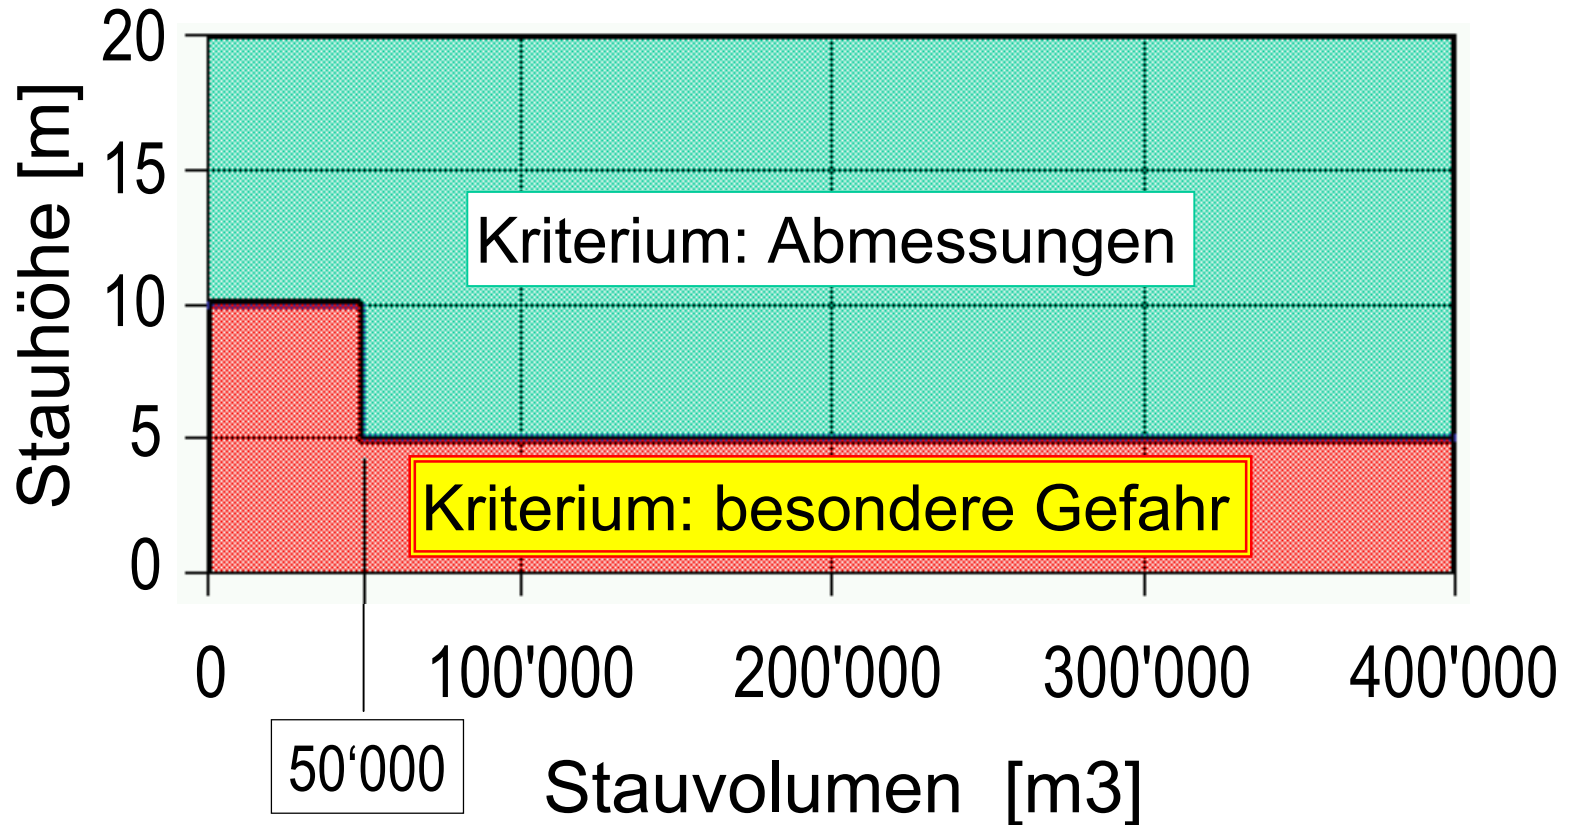 Stauhöhe [m]
20
15
10
5
0
Kriterium: Abmessungen
Kriterium: besondere Gefahr
0 100'000 200'000 300'000 400'000
50‘000
Stauvolumen [m3]